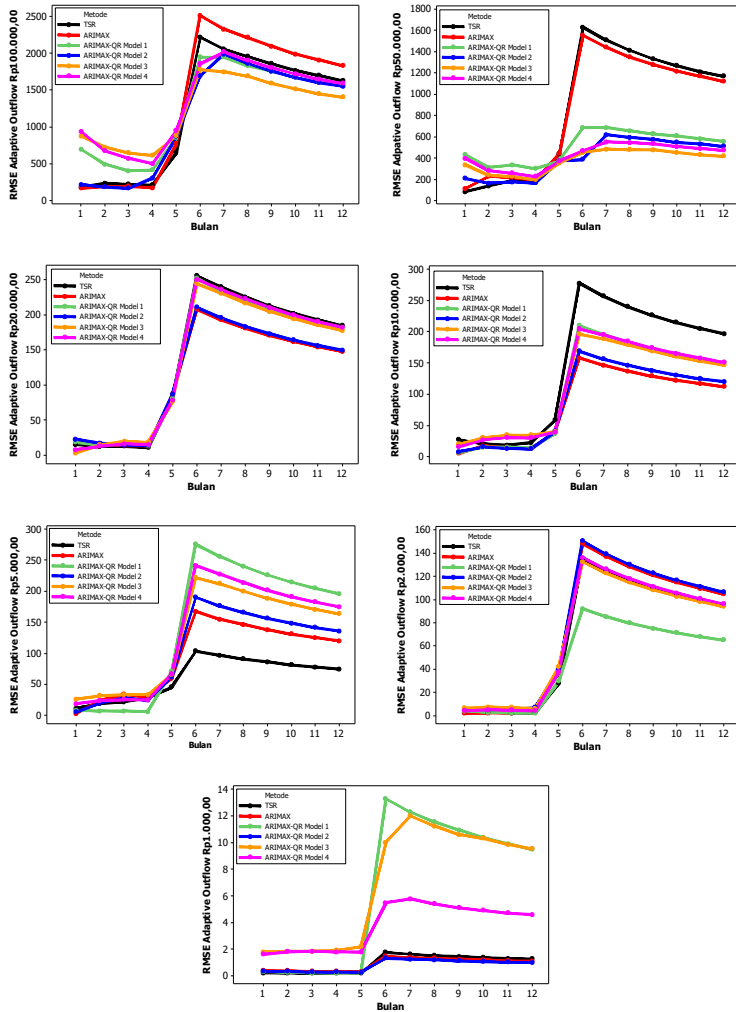 RMSE Adaptive Outflow Rp100.000,00
2500
2000
1500
1000
500
0
Metode
TSR
ARIMAX
ARIMAX-QR Model 1
ARIMAX-QR Model 2
ARIMAX-QR Model 3
ARIMAX-QR Model 4
1 2 3 4 5 6 7 8 9 10 11 12
Bulan
RMSE Adpative Outflow Rp50.000,00
1800
1600
1400
1200
1000
800
600
400
200
0
Metode
TSR
ARIMAX
ARIMAX-QR Model 1
ARIMAX-QR Model 2
ARIMAX-QR Model 3
ARIMAX-QR Model 4
1 2 3 4 5 6 7 8 9 10 11 12
Bulan
RMSE Adaptive Outflow Rp20.000,00
250
200
150
100
50
0
Metode
TSR
ARIMAX
ARIMAX-QR Model 1
ARIMAX-QR Model 2
ARIMAX-QR Model 3
ARIMAX-QR Model 4
1 2 3 4 5 6 7 8 9 10 11 12
Bulan
RMSE Adaptive Outflow Rp10.000,00
300
250
200
150
100
50
0
Metode
TSR
ARIMAX
ARIMAX-QR Model 1
ARIMAX-QR Model 2
ARIMAX-QR Model 3
ARIMAX-QR Model 4
1 2 3 4 5 6 7 8 9 10 11 12
Bulan
RMSE Adaptive Outflow Rp5.000,00
300
250
200
150
100
50
0
Metode
TSR
ARIMAX
ARIMAX-QR Model 1
ARIMAX-QR Model 2
ARIMAX-QR Model 3
ARIMAX-QR Model 4
1 2 3 4 5 6 7 8 9 10 11 12
Bulan
RMSE Adaptive Outflow Rp2.000,00
160
140
120
100
80
60
40
20
0
Metode
TSR
ARIMAX
ARIMAX-QR Model 1
ARIMAX-QR Model 2
ARIMAX-QR Model 3
ARIMAX-QR Model 4
1 2 3 4 5 6 7 8 9 10 11 12
Bulan
RMSE Adaptive Outflow Rp1.000,00
14
12
10
8
6
4
2
0
Metode
TSR
ARIMAX
ARIMAX-QR Model 1
ARIMAX-QR Model 2
ARIMAX-QR Model 3
ARIMAX-QR Model 4
1 2 3 4 5 6 7 8 9 10 11 12
Bulan